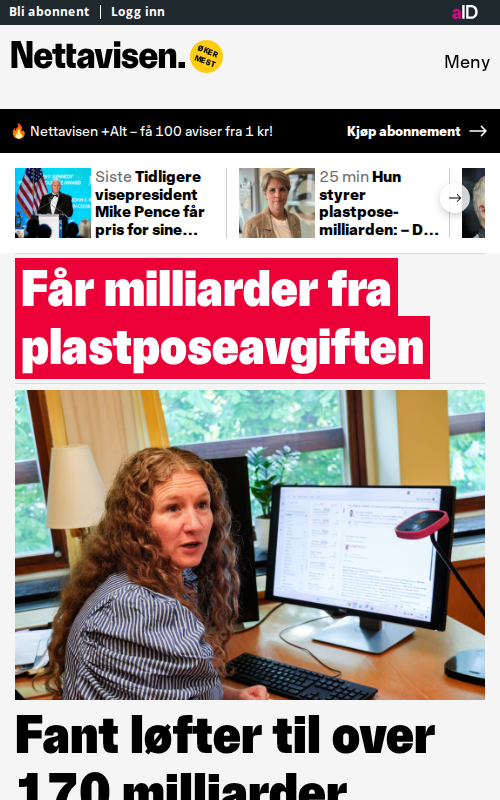 Bli abonnent | Logg inn
aID
Nettavisen.
ØKER
MEST
Meny
🔥 Nettavisen +Alt – få 100 aviser fra 1 kr!
Kjøp abonnement →
Siste Tidligere
visepresident
Mike Pence får
pris for sine...
25 min Hun
styrer
plastpose-
milliarden: – D...
Får milliarder fra
plastposeavgiften
Fant løfter til over
170 milliarder